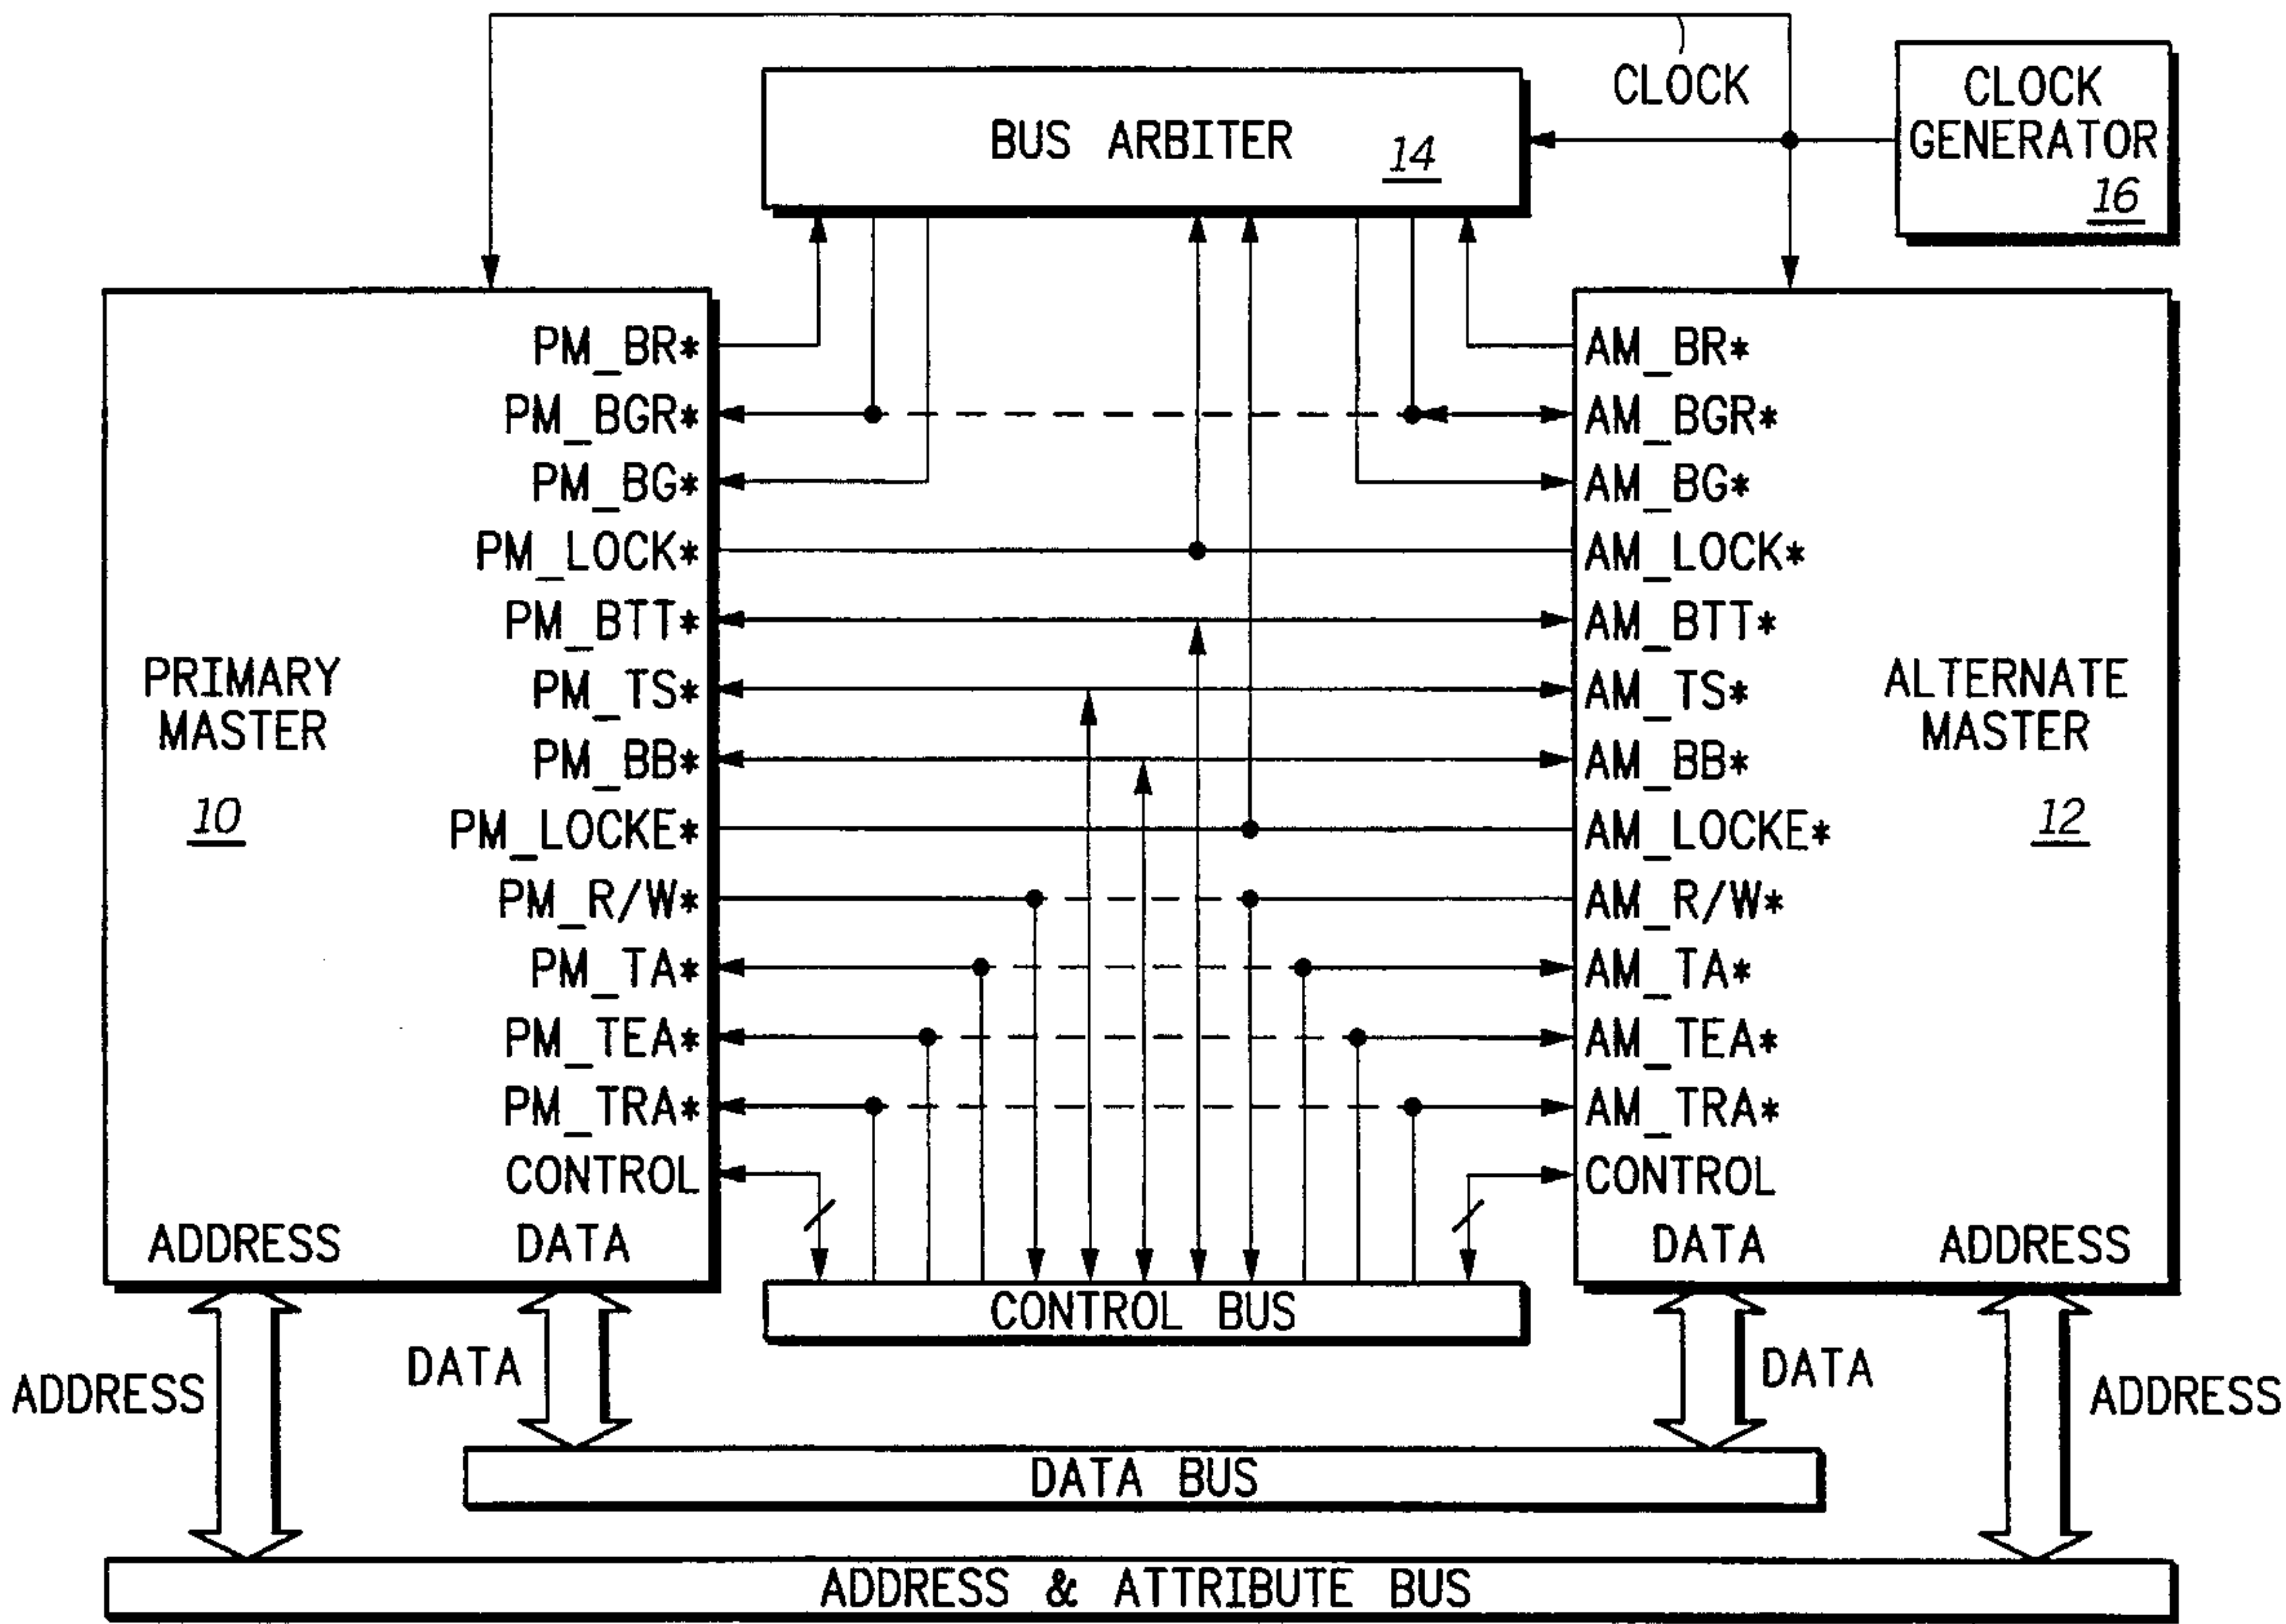 CLOCK
CLOCK
GENERATOR
16
BUS ARBITER 14
PRIMARY
MASTER
10
PM_BR*
PM_BGR*
PM_BG*
PM_LOCK*
PM_BTT*
PM_TS*
PM_BB*
PM_LOCKE*
PM_R/W*
PM_TA*
PM_TEA*
PM_TRA*
CONTROL
ADDRESS DATA
AM_BR*
AM_BGR*
AM_BG*
AM_LOCK*
AM_BTT*
AM_TS*
AM_BB*
AM_LOCKE*
AM_R/W*
AM_TA*
AM_TEA*
AM_TRA*
CONTROL
DATA ADDRESS
ALTERNATE
MASTER
12
CONTROL BUS
ADDRESS
DATA
DATA
ADDRESS
DATA BUS
ADDRESS & ATTRIBUTE BUS